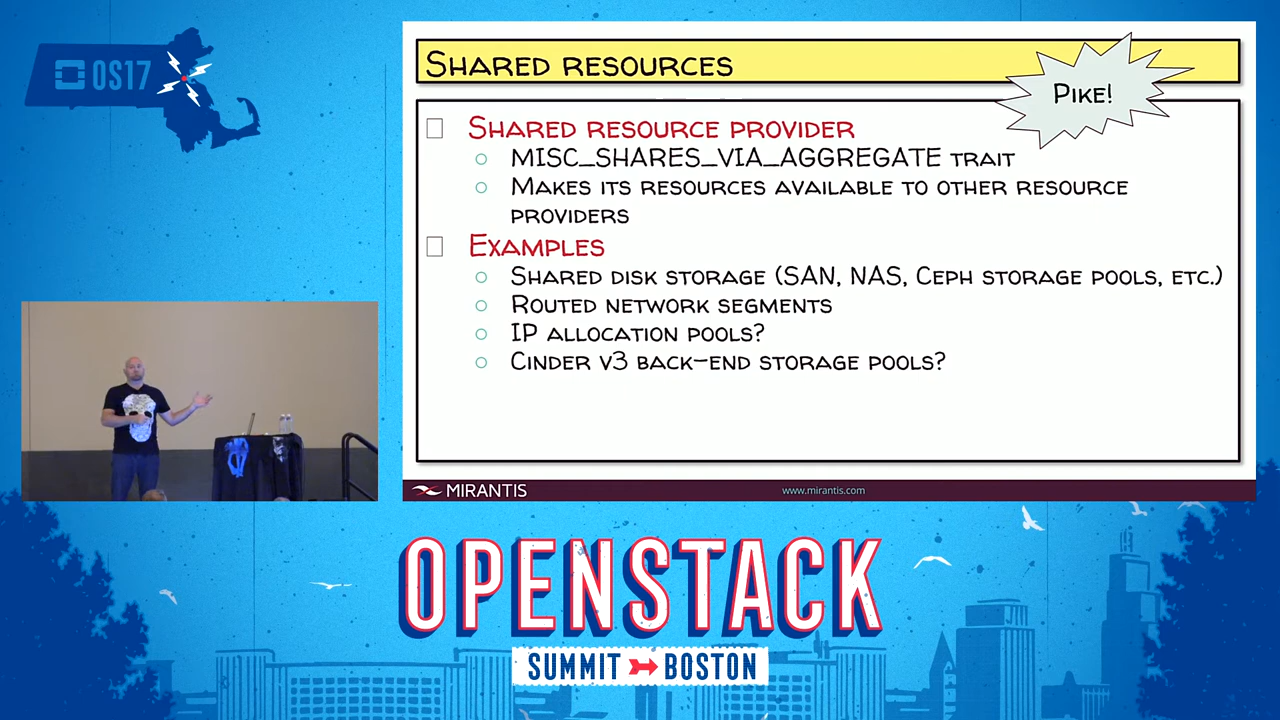 OS17
SHARED RESOURCES
PIKE!
SHARED RESOURCE PROVIDER
MISC_SHARES_VIA_AGGREGATE TRAIT
MAKES ITS RESOURCES AVAILABLE TO OTHER RESOURCE
PROVIDERS
EXAMPLES
SHARED DISK STORAGE (SAN, NAS, CEPH STORAGE POOLS, ETC.)
ROUTED NETWORK SEGMENTS
IP ALLOCATION POOLS?
CINDER V3 BACK-END STORAGE POOLS?
MIRANTIS
www.mirantis.com
OPENSTACK
SUMMIT BOSTON